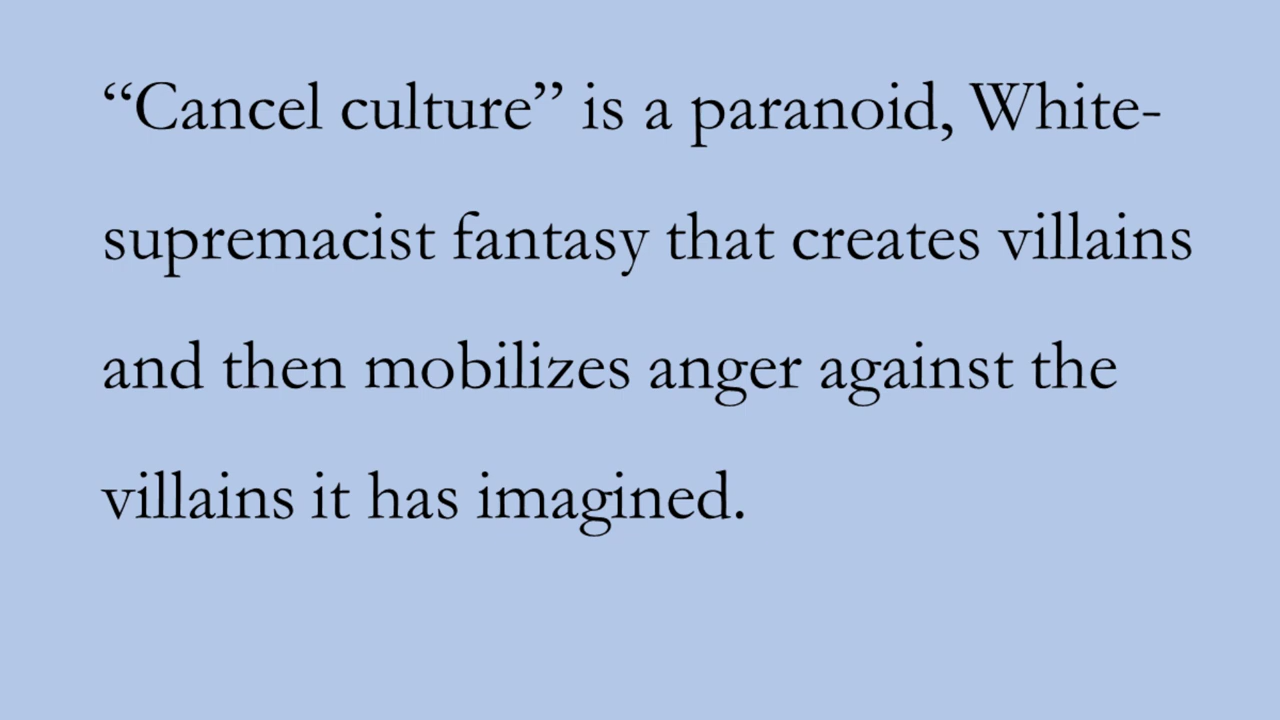 “Cancel culture” is a paranoid, White-
supremacist fantasy that creates villains
and then mobilizes anger against the
villains it has imagined.